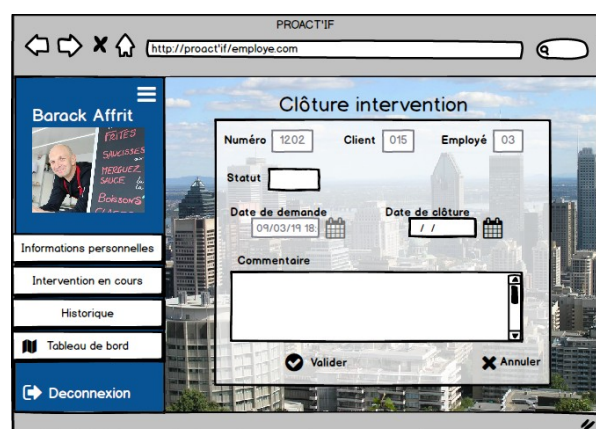 PROACT'IF
http://proact'if/employe.com
Barack Affrit
FRITES
SAUCISSES
MERGUEZ
SAUCE
BOISSONS
Informations personnelles
Intervention en cours
Historique
Tableau de bord
Deconnexion
Clôture intervention
Numéro 1202 Client 015 Employé 03
Statut
Date de demande Date de clôture
09/03/19 18: / /
Commentaire
Valider Annuler